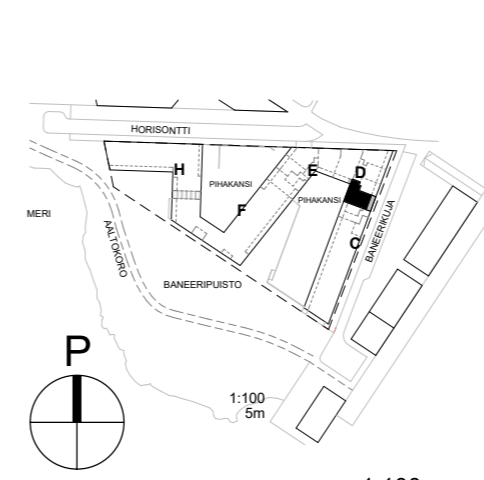 HORISONTTI
H
E
D
PIHAKANSI
PIHAKANSI
F
MERI
AALTOKORO
C
BANEERIKUJA
BANEERIPUISTO
P
1:100
5m